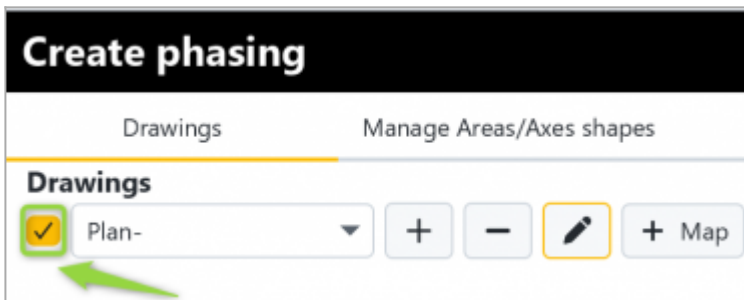 Create phasing
Drawings Manage Areas/Axes shapes
Drawings
Plan- + − + Map